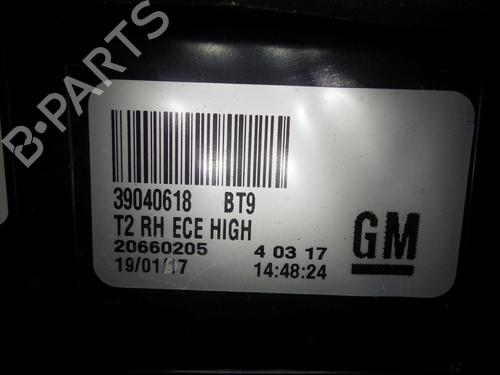 B-PARTS
39040618 BT9
T2 RH ECE HIGH
20660205 4 03 17
19/01/17 14:48:24
GM